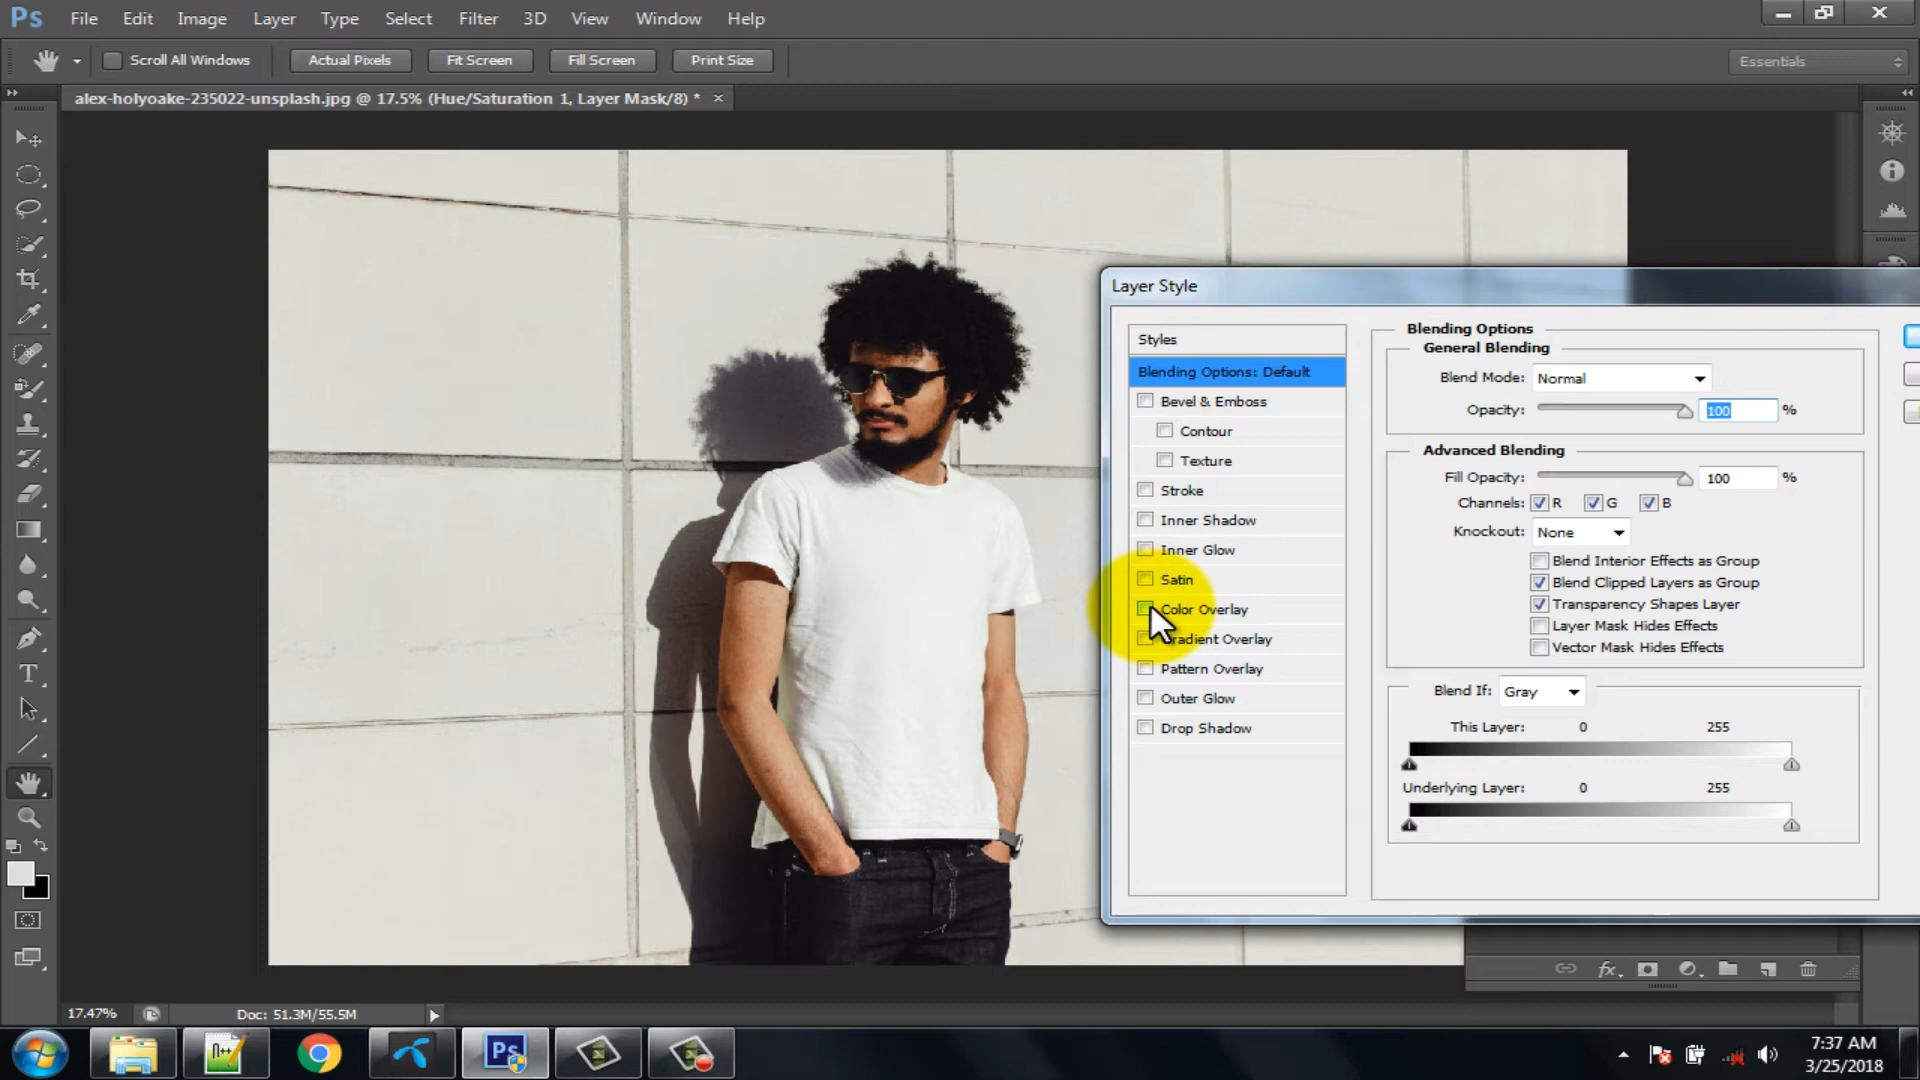 Ps File Edit Image Layer Type Select Filter 3D View Window Help
Scroll All Windows Actual Pixels Fit Screen Fill Screen Print Size Essentials
alex-holyoake-235022-unsplash.jpg @ 17.5% (Hue/Saturation 1, Layer Mask/8) * ×
Layer Style
Styles
Blending Options: Default
Bevel & Emboss
Contour
Texture
Stroke
Inner Shadow
Inner Glow
Satin
Color Overlay
Gradient Overlay
Pattern Overlay
Outer Glow
Drop Shadow
Blending Options
General Blending
Blend Mode: Normal
Opacity: 100 %
Advanced Blending
Fill Opacity: 100 %
Channels: R G B
Knockout: None
Blend Interior Effects as Group
Blend Clipped Layers as Group
Transparency Shapes Layer
Layer Mask Hides Effects
Vector Mask Hides Effects
Blend If: Gray
This Layer: 0 255
Underlying Layer: 0 255
fx
T
17.47% Doc: 51.3M/55.5M
N++
Ps
7:37 AM
3/25/2018